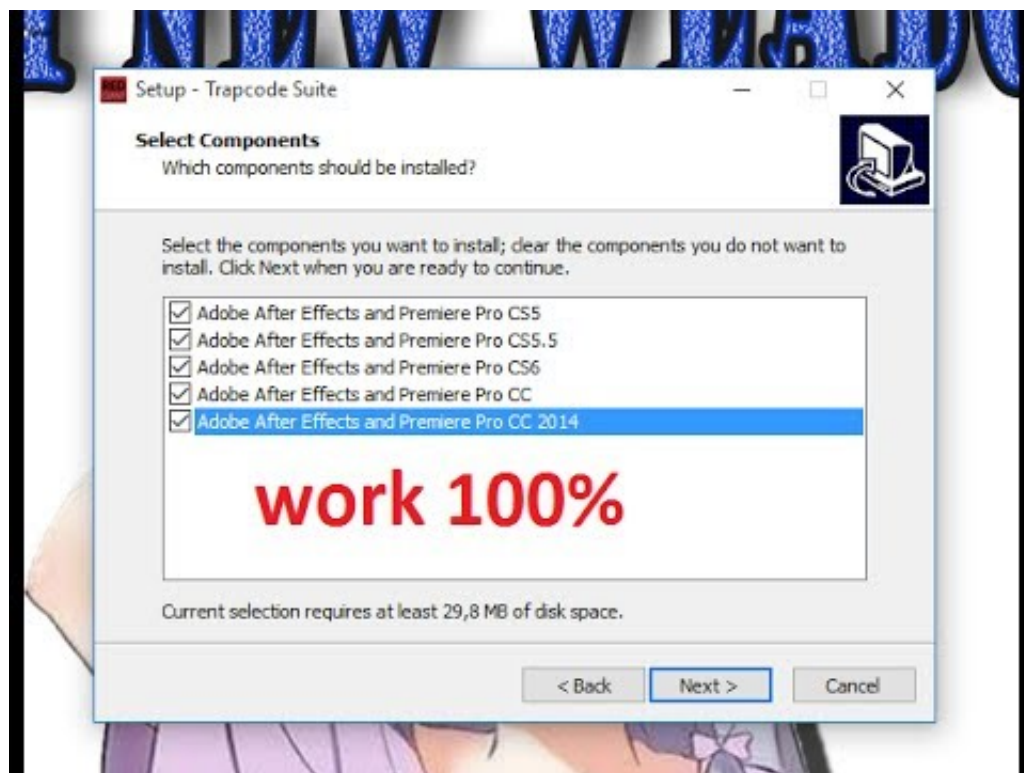 NEW
Setup - Trapcode Suite
Select Components
Which components should be installed?
Select the components you want to install; clear the components you do not want to
install. Click Next when you are ready to continue.
Adobe After Effects and Premiere Pro CS5
Adobe After Effects and Premiere Pro CS5.5
Adobe After Effects and Premiere Pro CS6
Adobe After Effects and Premiere Pro CC
Adobe After Effects and Premiere Pro CC 2014
work 100%
Current selection requires at least 29,8 MB of disk space.
< Back Next > Cancel